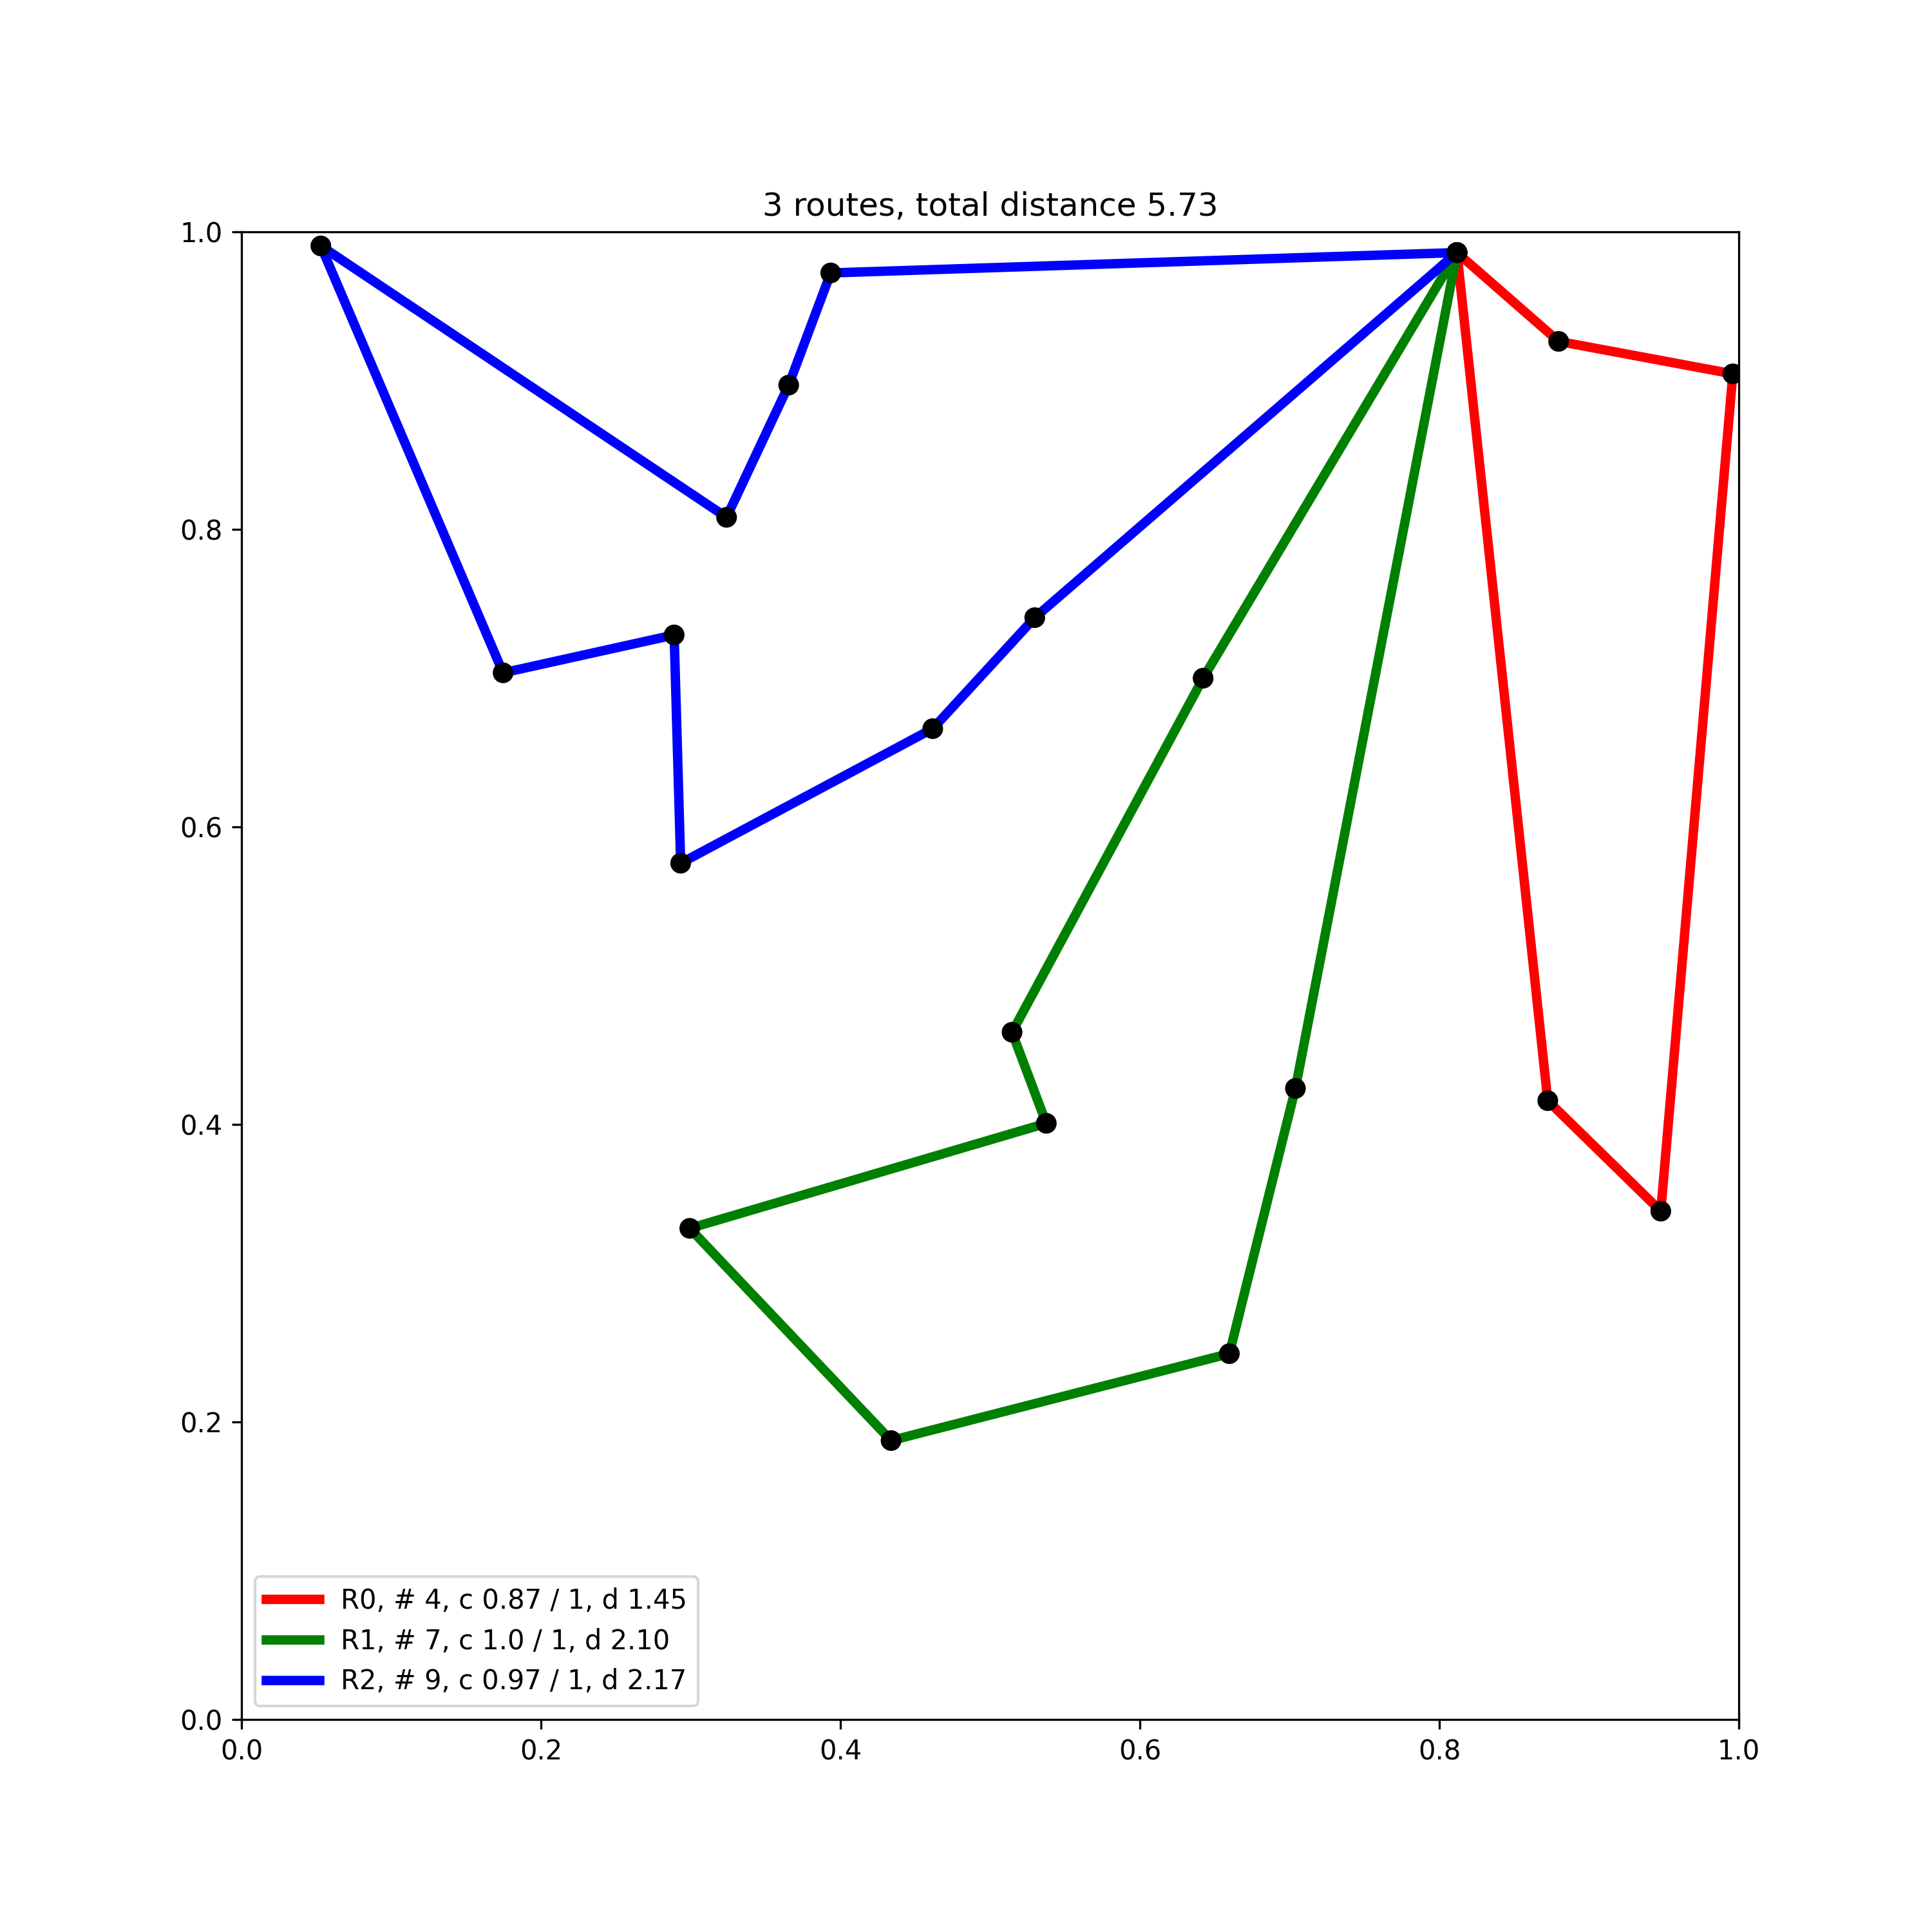 3 routes, total distance 5.73
1.0
0.8
0.6
0.4
0.2
0.0
R0, # 4, c 0.87 / 1, d 1.45
R1, # 7, c 1.0 / 1, d 2.10
R2, # 9, c 0.97 / 1, d 2.17
0.0 0.2 0.4 0.6 0.8 1.0